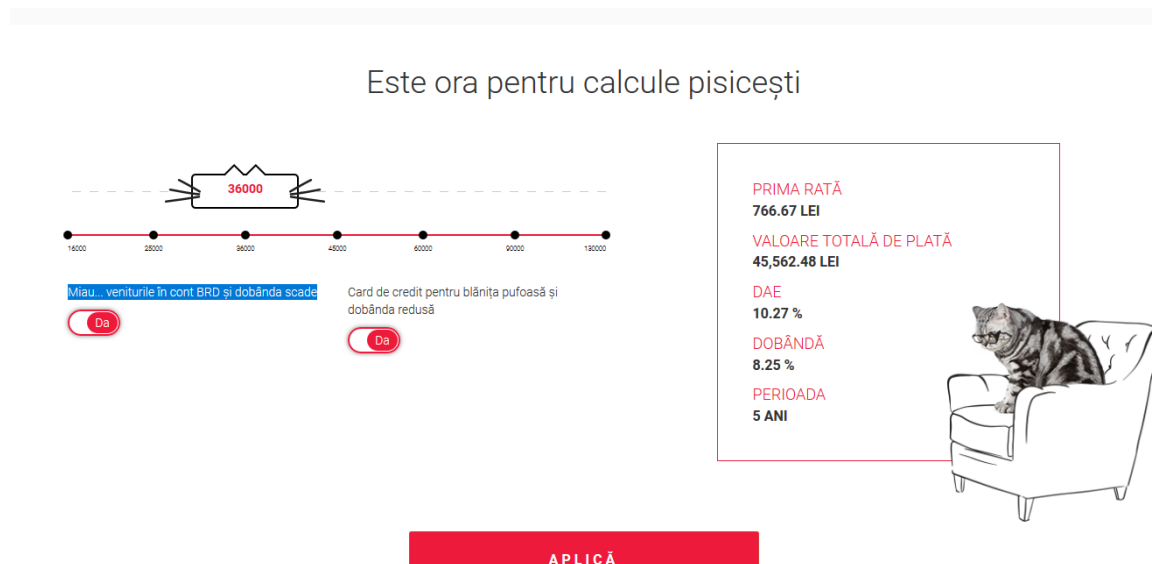 Este ora pentru calcule pisicești
36000
16000 25000 36000 45000 60000 90000 130000
Miau... veniturile în cont BRD și dobânda scade
Da
Card de credit pentru blănița pufoasă și
dobânda redusă
Da
PRIMA RATĂ
766.67 LEI
VALOARE TOTALĂ DE PLATĂ
45,562.48 LEI
DAE
10.27 %
DOBÂNDĂ
8.25 %
PERIOADA
5 ANI
APLICĂ